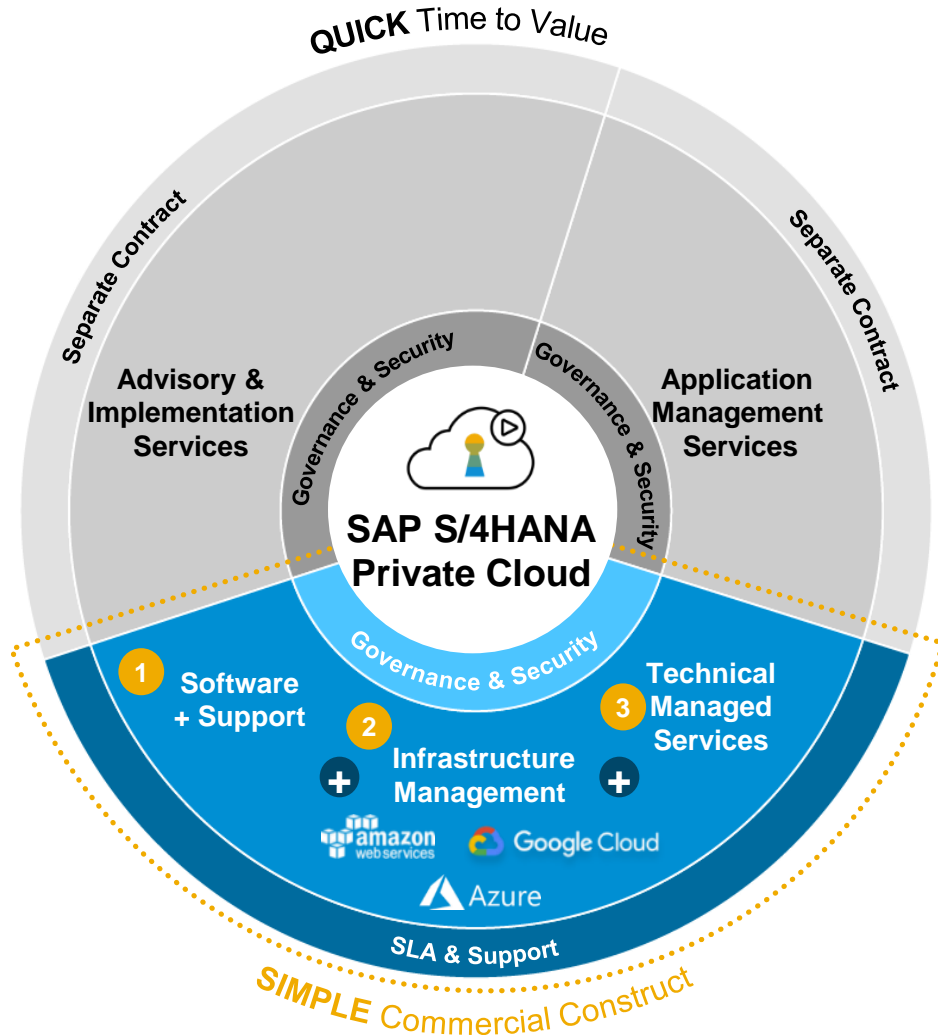 QUICK Time to Value
Separate Contract
Separate Contract
Governance & Security
Governance & Security
Advisory &
Implementation
Services
Application
Management
Services
SAP S/4HANA
Private Cloud
Governance & Security
1
Software
+ Support
2
Infrastructure
Management
3
Technical
Managed
Services
+
+
amazon
webservices
Google Cloud
Azure
SLA & Support
SIMPLE Commercial Construct